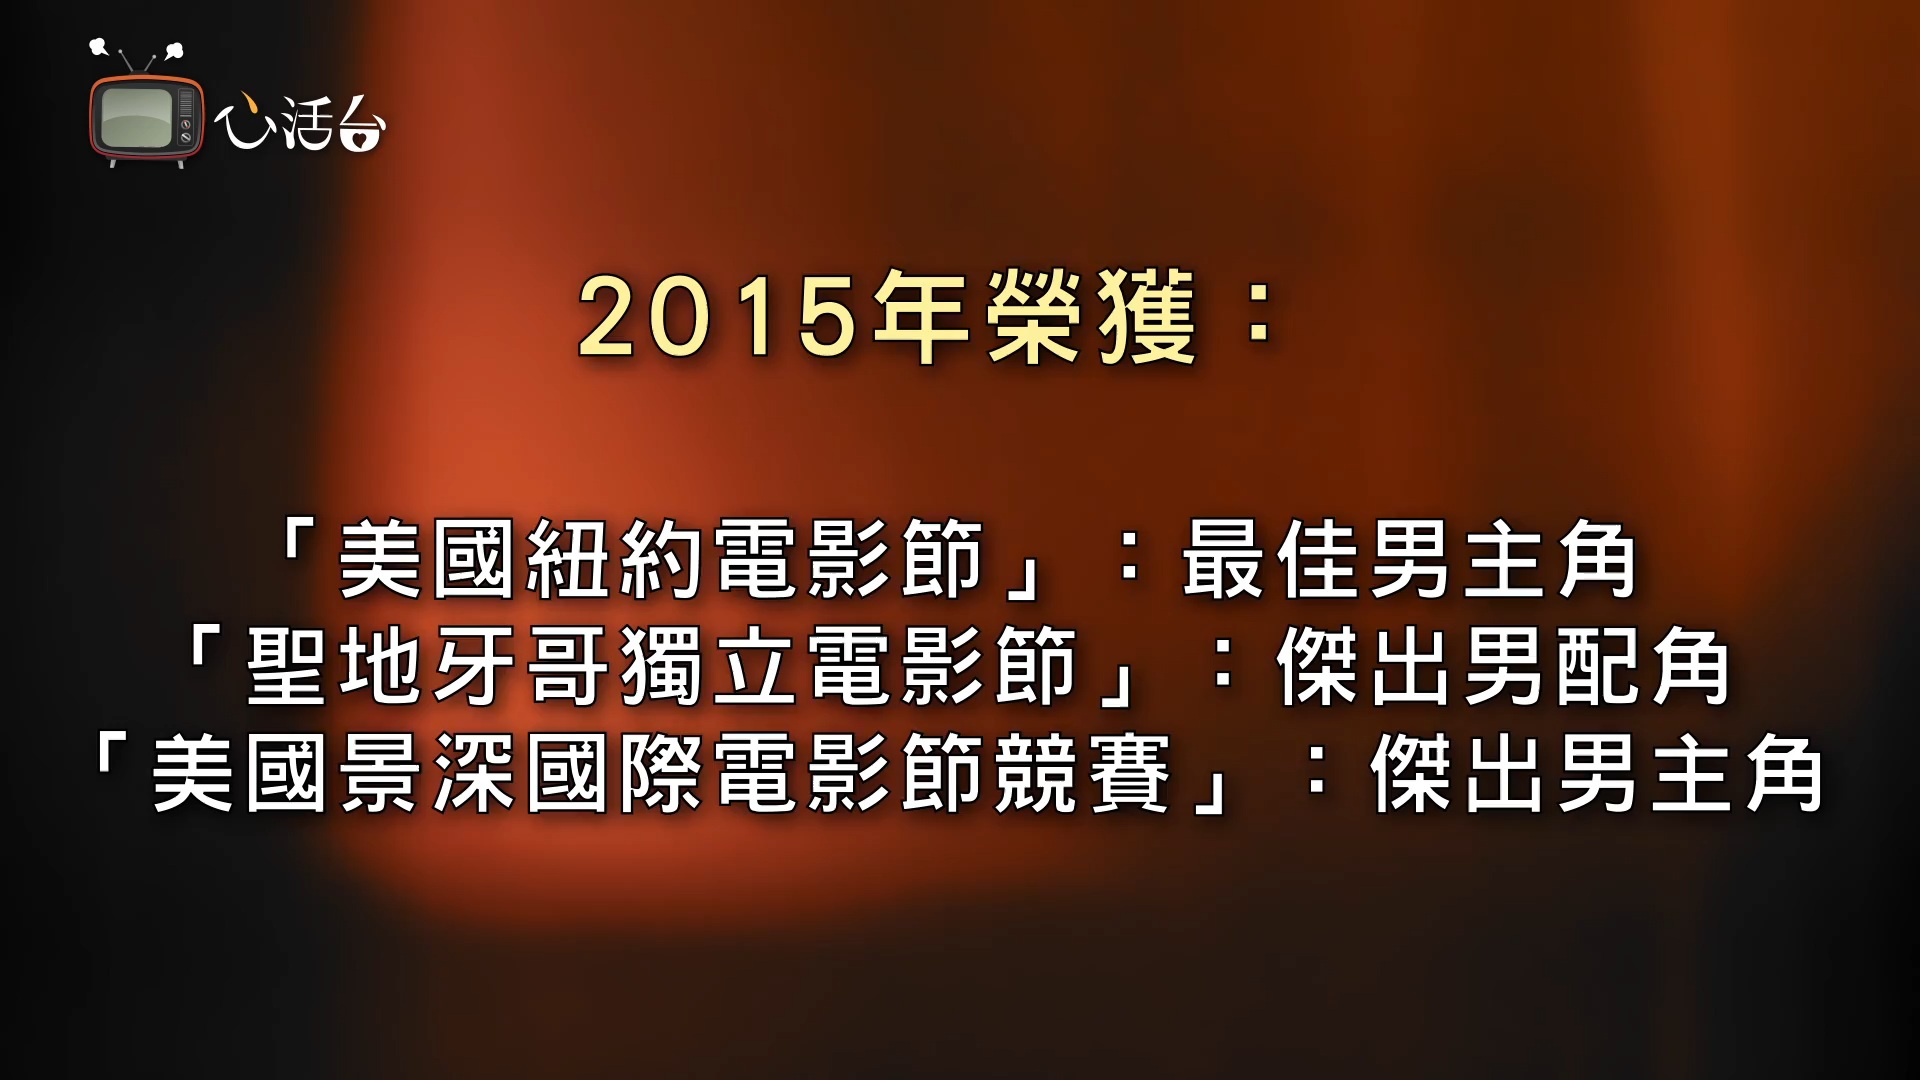 心活台
2015年榮獲：
「美國紐約電影節」：最佳男主角
「聖地牙哥獨立電影節」：傑出男配角
「美國景深國際電影節競賽」：傑出男主角